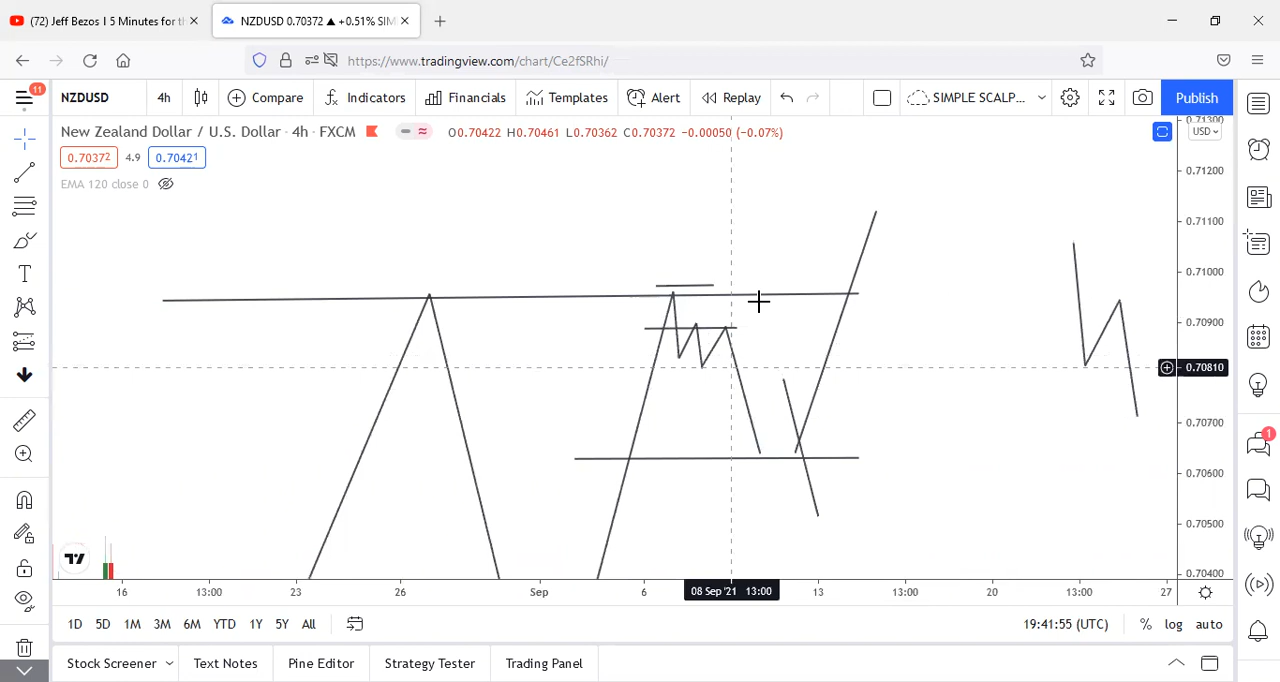 (72) Jeff Bezos I 5 Minutes for th
NZDUSD 0.70372 ▲ +0.51% SIM
https://www.tradingview.com/chart/Ce2fSRhi/
11
NZDUSD
4h
Compare
Indicators
Financials
Templates
Alert
Replay
SIMPLE SCALP...
Publish
New Zealand Dollar / U.S. Dollar · 4h · FXCM
O0.70422 H0.70461 L0.70362 C0.70372 −0.00050 (−0.07%)
0.70372
4.9
0.70421
EMA 120 close 0
0.71300
USD
0.71200
0.71100
0.71000
0.70900
0.70810
0.70700
0.70600
0.70500
0.70400
1
16
13:00
23
26
Sep
6
08 Sep '21 13:00
13
13:00
20
13:00
27
1D
5D
1M
3M
6M
YTD
1Y
5Y
All
19:41:55 (UTC)
%
log
auto
Stock Screener
Text Notes
Pine Editor
Strategy Tester
Trading Panel